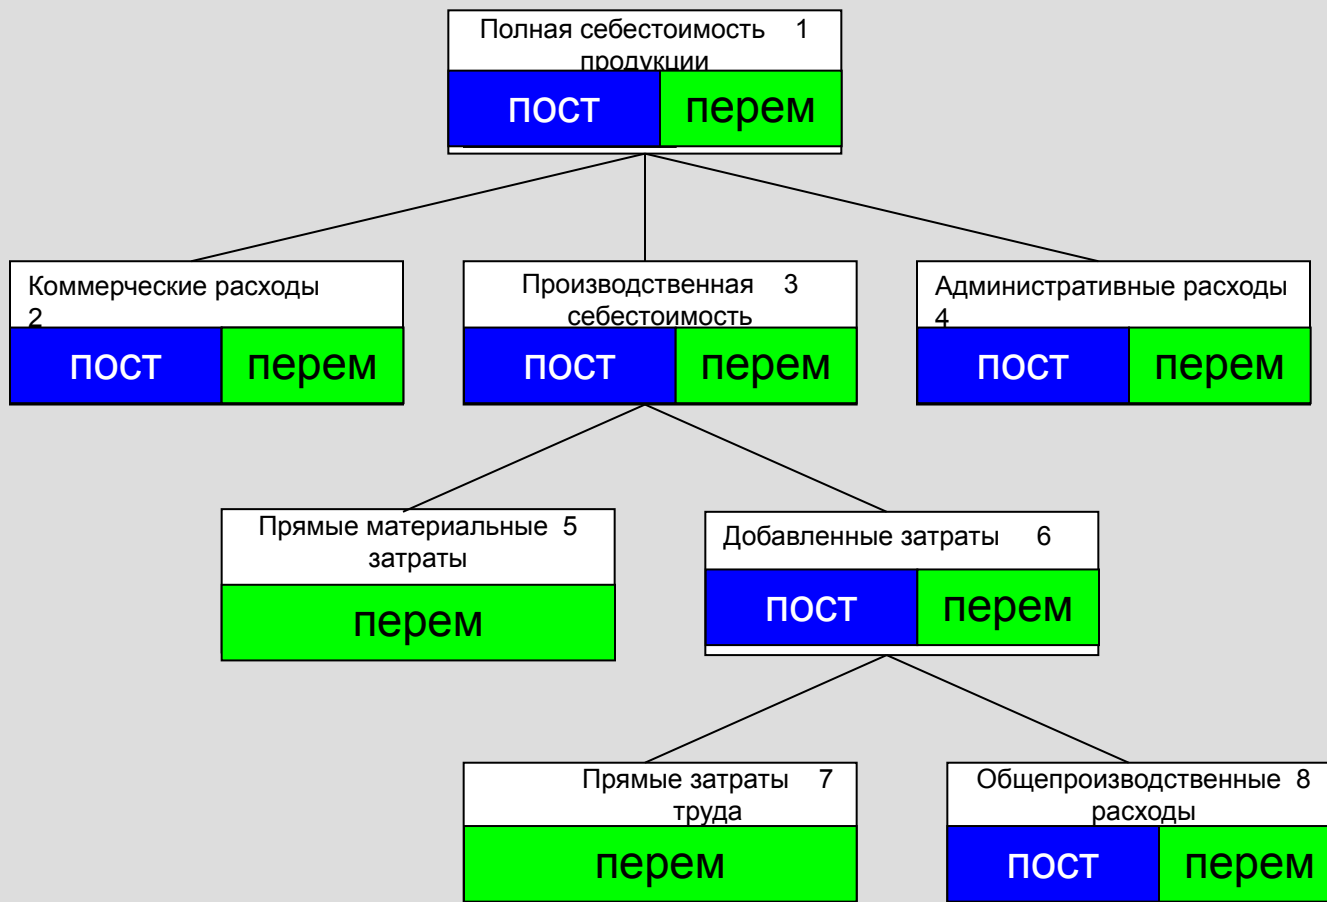 Полная себестоимость 1
продукции
пост перем
Коммерческие расходы
2
пост перем
Производственная 3
себестоимость
пост перем
Административные расходы
4
пост перем
Прямые материальные 5
затраты
перем
Добавленные затраты 6
пост перем
Прямые затраты 7
труда
перем
Общепроизводственные 8
расходы
пост перем